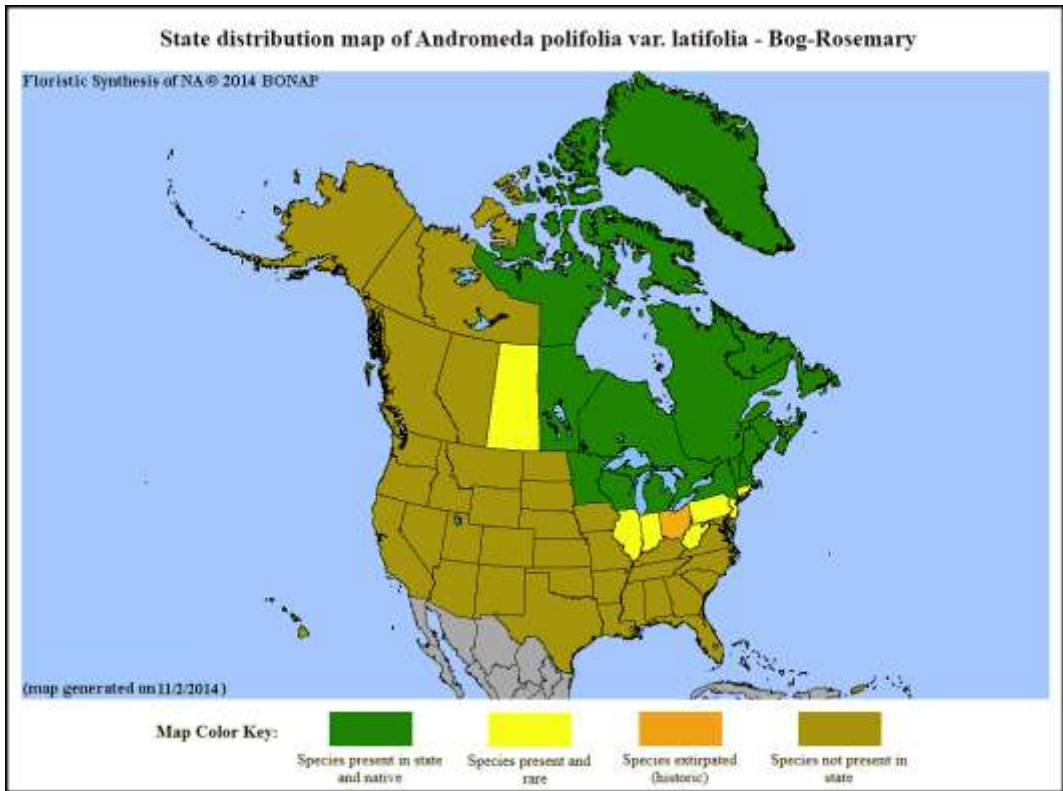 State distribution map of Andromeda polifolia var. latifolia - Bog-Rosemary
Floristic Synthesis of NA ® 2014 BONAP
(map generated on 11/2/2014)
Map Color Key:
Species present in state
and native
Species present and
rare
Species extirpated
(historic)
Species not present in
state